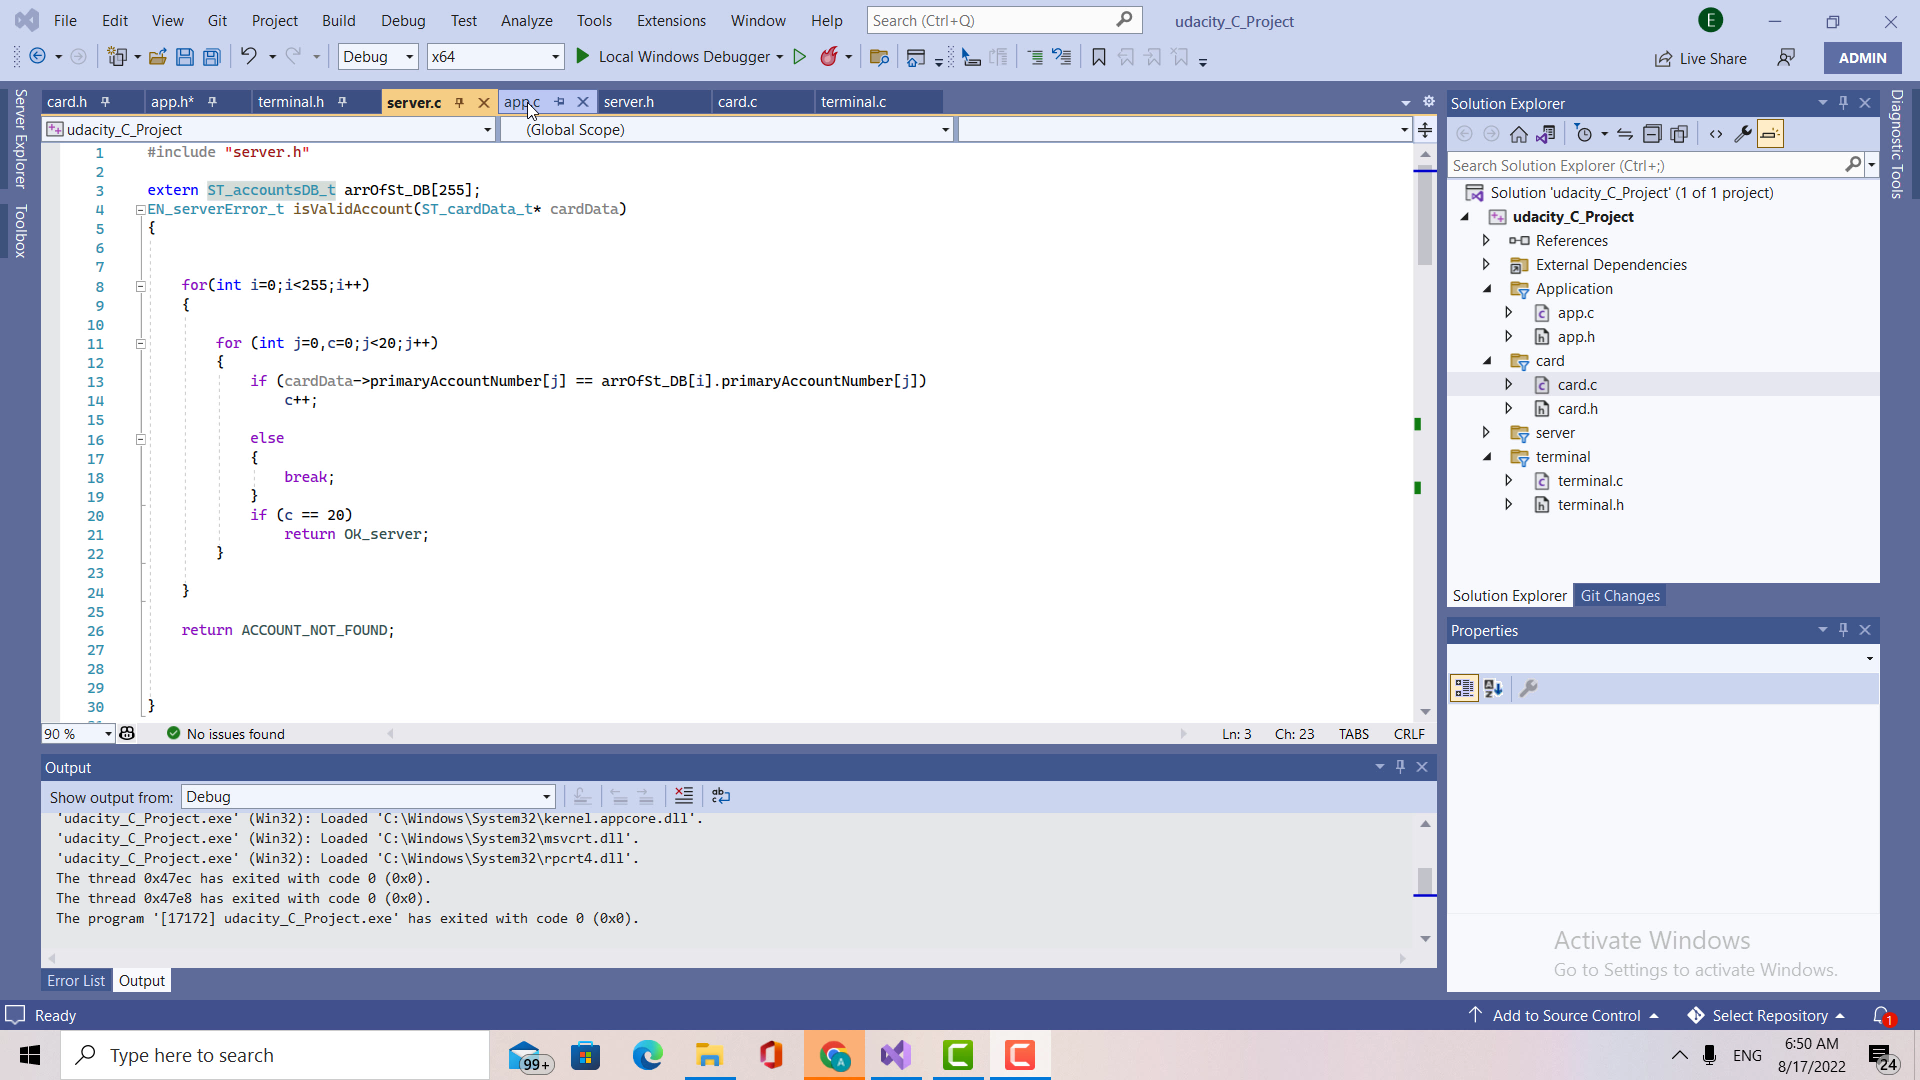 File Edit View Git Project Build Debug Test Analyze Tools Extensions Window Help Search (Ctrl+Q) udacity_C_Project E
Debug x64 Local Windows Debugger Live Share ADMIN
Server Explorer
Toolbox
card.h app.h* terminal.h server.c app.c server.h card.c terminal.c
udacity_C_Project (Global Scope)
1 #include "server.h"
2
3 extern ST_accountsDB_t arrOfSt_DB[255];
4 EN_serverError_t isValidAccount(ST_cardData_t* cardData)
5 {
6
7
8 for(int i=0;i<255;i++)
9 {
10
11 for (int j=0,c=0;j<20;j++)
12 {
13 if (cardData->primaryAccountNumber[j] == arrOfSt_DB[i].primaryAccountNumber[j])
14 c++;
15
16 else
17 {
18 break;
19 }
20 if (c == 20)
21 return OK_server;
22 }
23
24 }
25
26 return ACCOUNT_NOT_FOUND;
27
28
29
30 }
90 % No issues found Ln: 3 Ch: 23 TABS CRLF
Output
Show output from: Debug
'udacity_C_Project.exe' (Win32): Loaded 'C:\Windows\System32\kernel.appcore.dll'.
'udacity_C_Project.exe' (Win32): Loaded 'C:\Windows\System32\msvcrt.dll'.
'udacity_C_Project.exe' (Win32): Loaded 'C:\Windows\System32\rpcrt4.dll'.
The thread 0x47ec has exited with code 0 (0x0).
The thread 0x47e8 has exited with code 0 (0x0).
The program '[17172] udacity_C_Project.exe' has exited with code 0 (0x0).
Error List Output
Solution Explorer
Search Solution Explorer (Ctrl+;)
Solution 'udacity_C_Project' (1 of 1 project)
udacity_C_Project
References
External Dependencies
Application
app.c
app.h
card
card.c
card.h
server
terminal
terminal.c
terminal.h
Solution Explorer Git Changes
Properties
Diagnostic Tools
Activate Windows
Go to Settings to activate Windows.
Ready Add to Source Control Select Repository 1
Type here to search 99+ A ENG 6:50 AM
8/17/2022 24